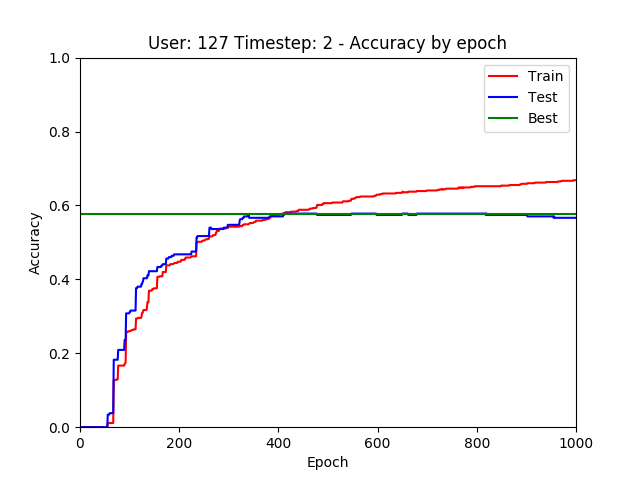 User: 127 Timestep: 2 - Accuracy by epoch
1.0
0.8
0.6
0.4
0.2
0.0
Accuracy
Train
Test
Best
0 200 400 600 800 1000
Epoch